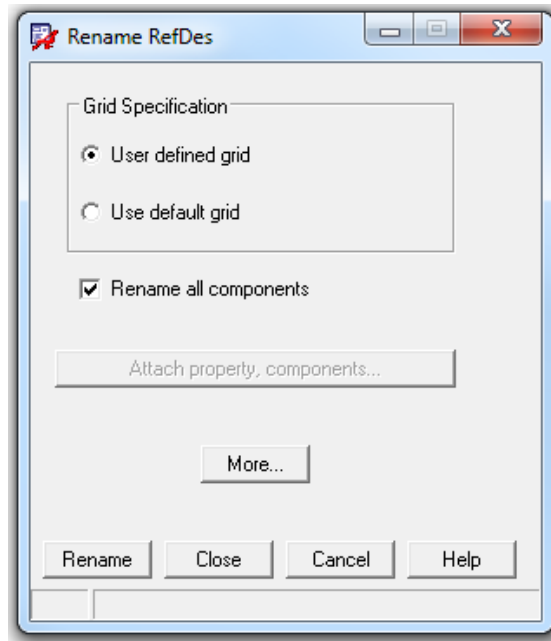 Rename RefDes
Grid Specification
User defined grid
Use default grid
Rename all components
Attach property, components...
More...
Rename Close Cancel Help